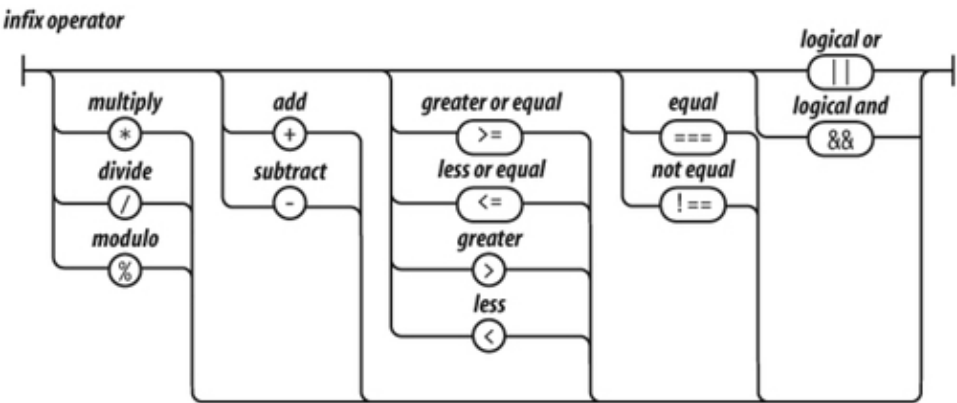 infix operator
logical or
||
multiply add greater or equal equal logical and
* + >= === &&
divide subtract less or equal not equal
/ - <= !==
modulo greater
% >
less
<